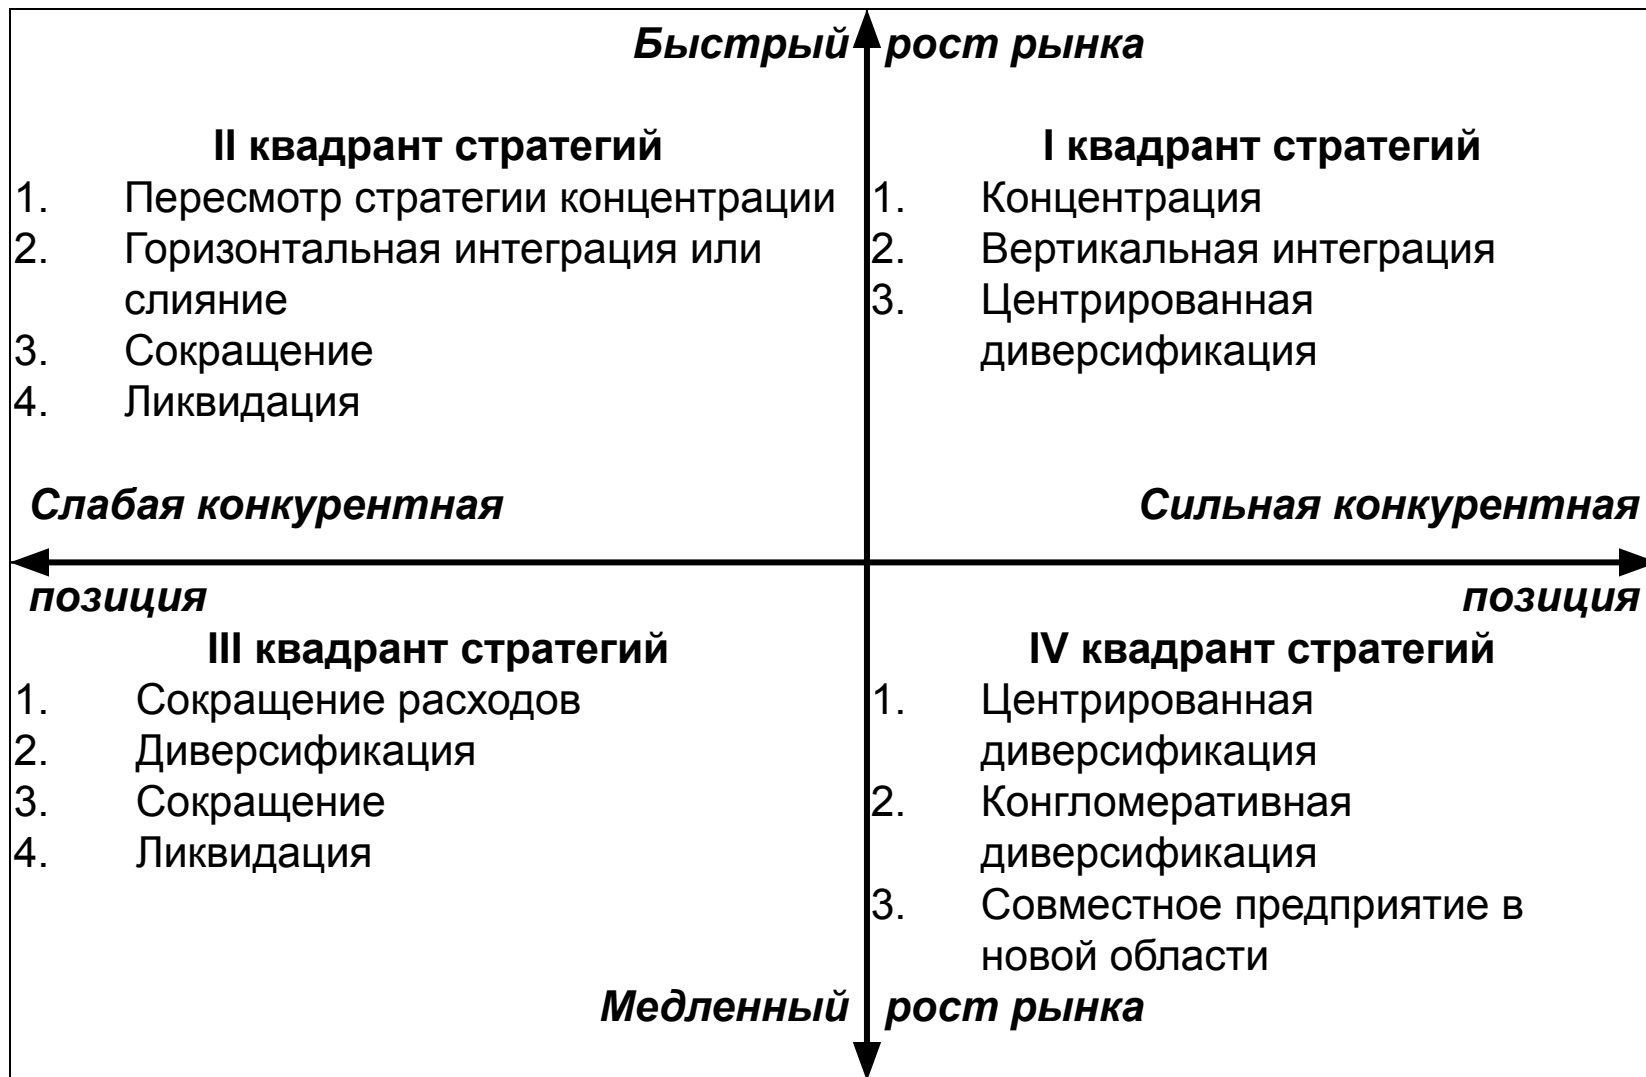 Быстрый рост рынка
II квадрант стратегий
1. Пересмотр стратегии концентрации
2. Горизонтальная интеграция или
слияние
3. Сокращение
4. Ликвидация
I квадрант стратегий
1. Концентрация
2. Вертикальная интеграция
3. Центрированная
диверсификация
Слабая конкурентная
позиция
Сильная конкурентная
позиция
III квадрант стратегий
1. Сокращение расходов
2. Диверсификация
3. Сокращение
4. Ликвидация
IV квадрант стратегий
1. Центрированная
диверсификация
2. Конгломеративная
диверсификация
3. Совместное предприятие в
новой области
Медленный рост рынка